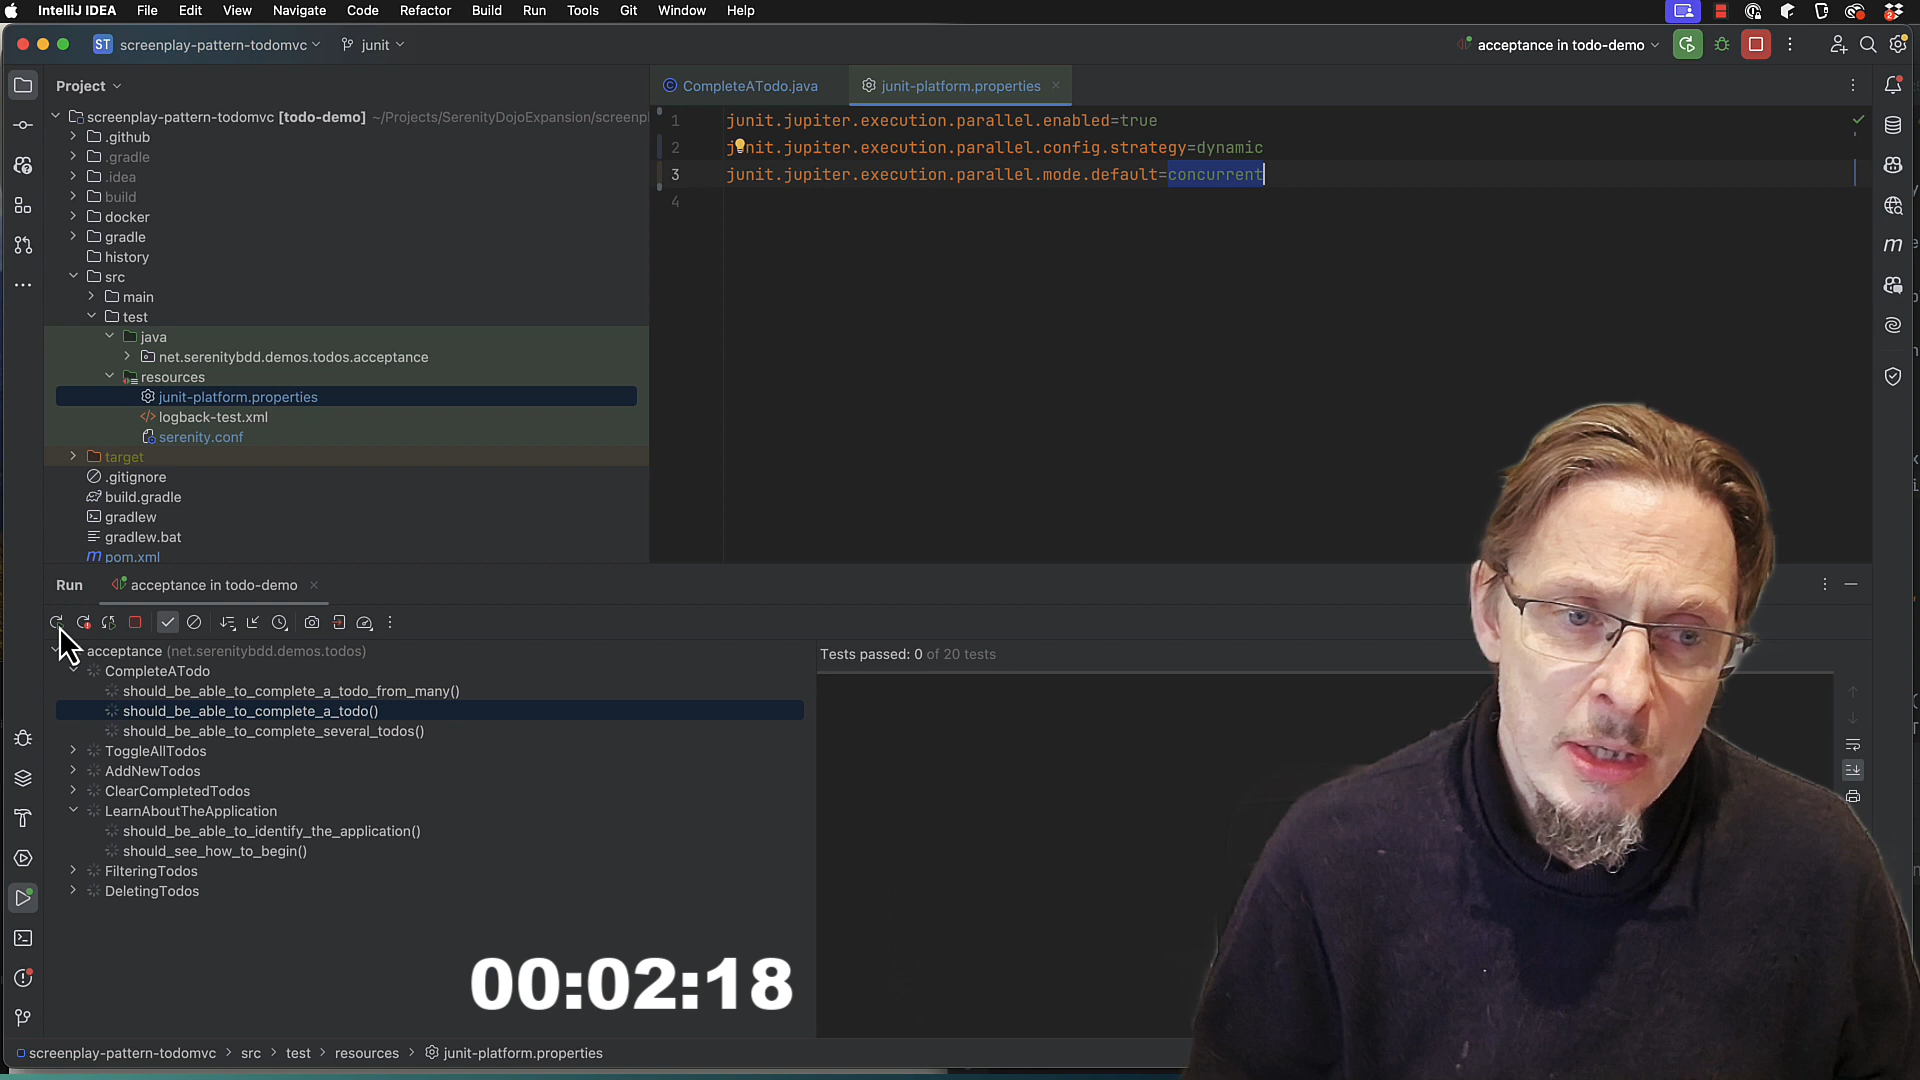 IntelliJ IDEA File Edit View Navigate Code Refactor Build Run Tools Git Window Help
ST screenplay-pattern-todomvc junit acceptance in todo-demo
Project
CompleteATodo.java junit-platform.properties
screenplay-pattern-todomvc [todo-demo] ~/Projects/SerenityDojoExpansion/screenpl
.github
.gradle
.idea
build
docker
gradle
history
src
main
test
java
net.serenitybdd.demos.todos.acceptance
resources
junit-platform.properties
logback-test.xml
serenity.conf
target
.gitignore
build.gradle
gradlew
gradlew.bat
pom.xml
1 junit.jupiter.execution.parallel.enabled=true
2 junit.jupiter.execution.parallel.config.strategy=dynamic
3 junit.jupiter.execution.parallel.mode.default=concurrent
4
Run acceptance in todo-demo
acceptance (net.serenitybdd.demos.todos)
CompleteATodo
should_be_able_to_complete_a_todo_from_many()
should_be_able_to_complete_a_todo()
should_be_able_to_complete_several_todos()
ToggleAllTodos
AddNewTodos
ClearCompletedTodos
LearnAboutTheApplication
should_be_able_to_identify_the_application()
should_see_how_to_begin()
FilteringTodos
DeletingTodos
Tests passed: 0 of 20 tests
00:02:18
screenplay-pattern-todomvc > src > test > resources > junit-platform.properties